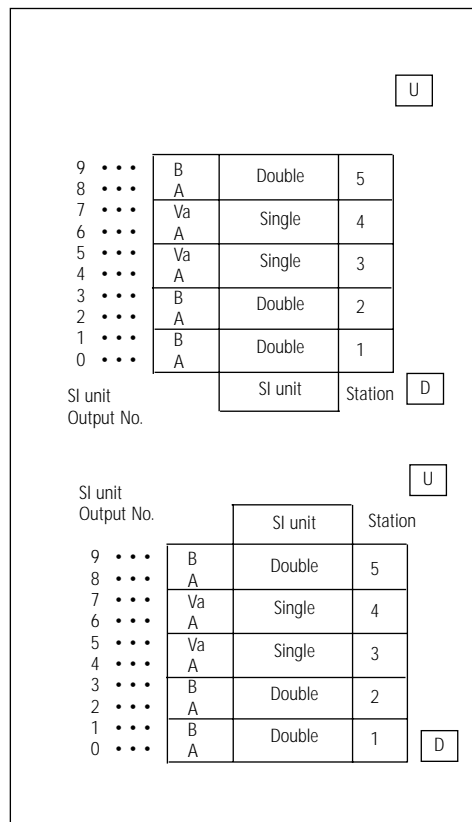 U
9 • • • B Double 5
8 • • • A
7 • • • Va Single 4
6 • • • A
5 • • • Va Single 3
4 • • • A
3 • • • B Double 2
2 • • • A
1 • • • B Double 1
0 • • • A
SI unit Output No. SI unit Station D
U
SI unit Output No. SI unit Station
9 • • • B Double 5
8 • • • A
7 • • • Va Single 4
6 • • • A
5 • • • Va Single 3
4 • • • A
3 • • • B Double 2
2 • • • A
1 • • • B Double 1
0 • • • A
D